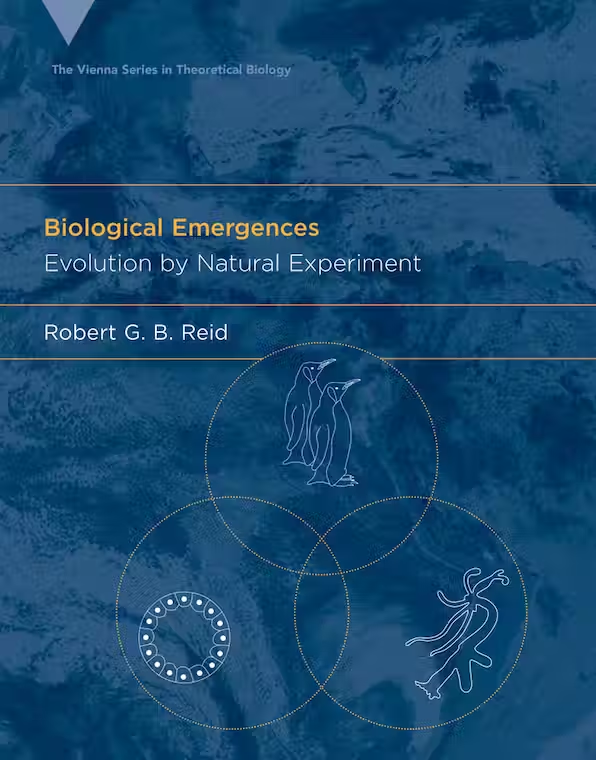 The Vienna Series in Theoretical Biology
Biological Emergences
Evolution by Natural Experiment
Robert G. B. Reid